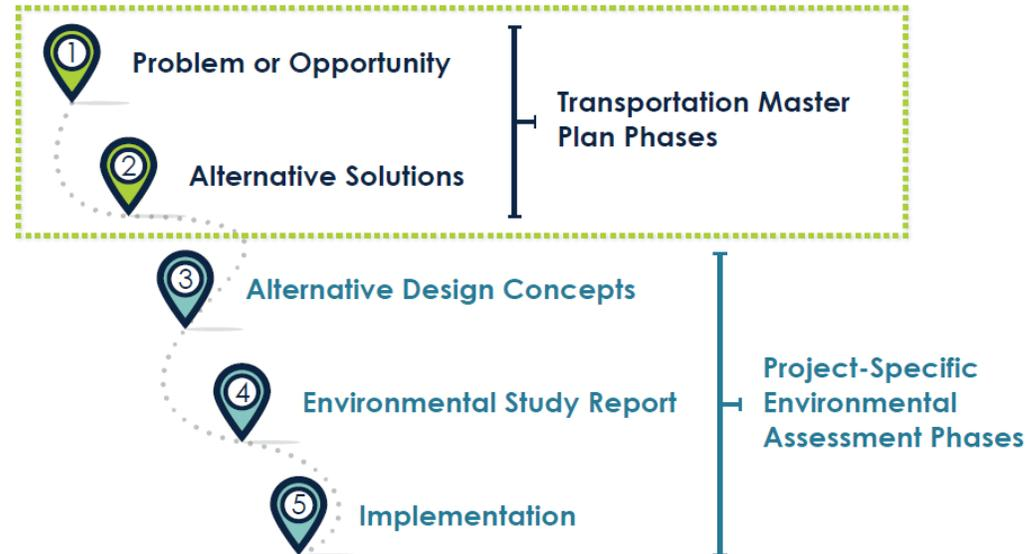 1
Problem or Opportunity
Transportation Master
Plan Phases
2
Alternative Solutions
3
Alternative Design Concepts
4
Environmental Study Report
Project-Specific
Environmental
Assessment Phases
5
Implementation